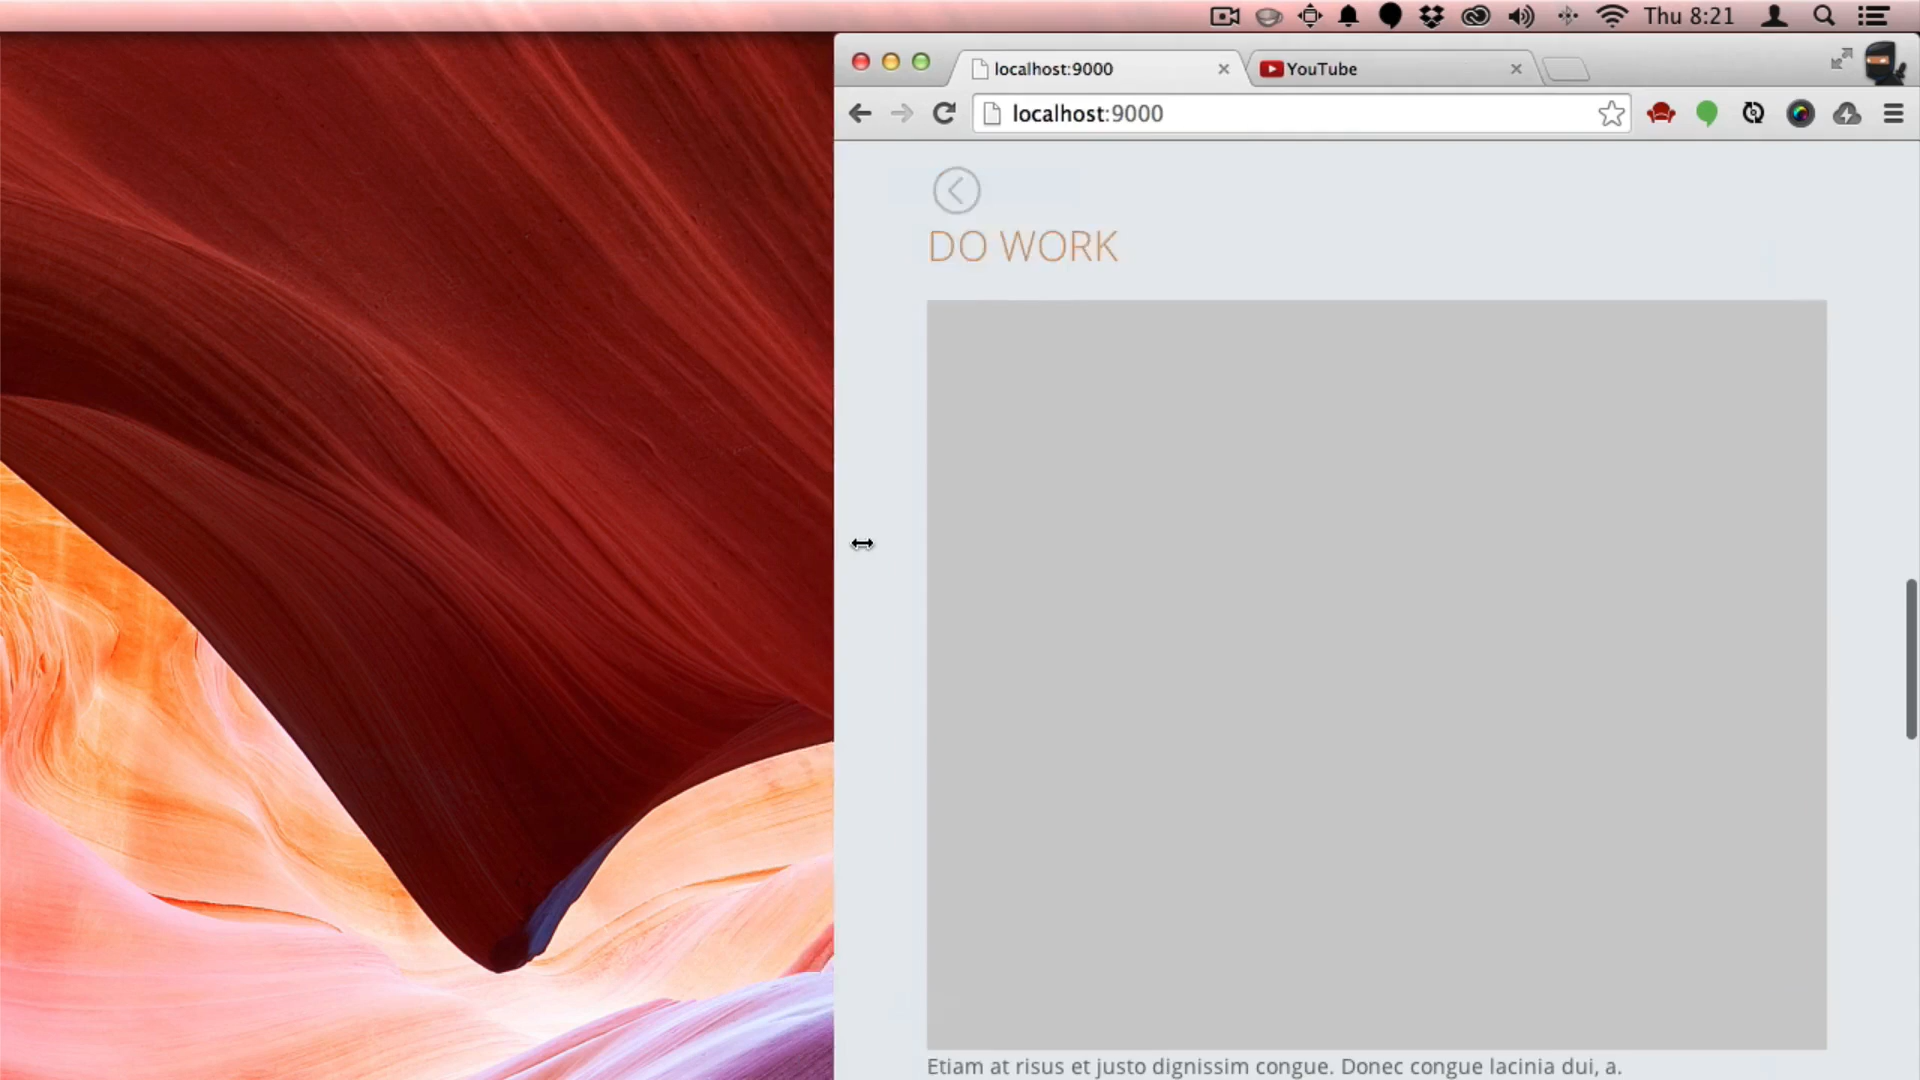 Thu 8:21
localhost:9000
YouTube
localhost:9000
DO WORK
Etiam at risus et justo dignissim congue. Donec congue lacinia dui, a.